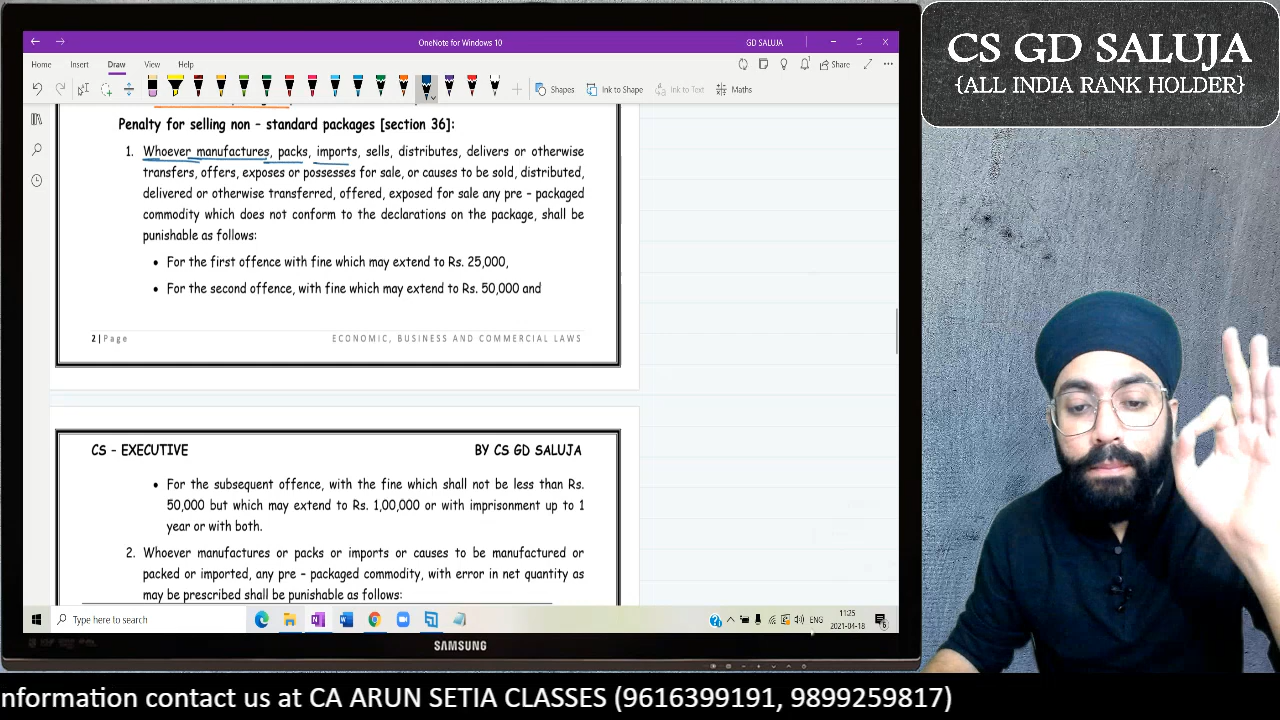 OneNote for Windows 10
GD SALUJA
Home Insert Draw View Help
Share
Shapes
Ink to Shape
Ink to Text
Maths
Penalty for selling non – standard packages [section 36]:
1. Whoever manufactures, packs, imports, sells, distributes, delivers or otherwise
transfers, offers, exposes or possesses for sale, or causes to be sold, distributed,
delivered or otherwise transferred, offered, exposed for sale any pre – packaged
commodity which does not conform to the declarations on the package, shall be
punishable as follows:
• For the first offence with fine which may extend to Rs. 25,000,
• For the second offence, with fine which may extend to Rs. 50,000 and
2 | Page
ECONOMIC, BUSINESS AND COMMERCIAL LAWS
CS – EXECUTIVE
BY CS GD SALUJA
• For the subsequent offence, with the fine which shall not be less than Rs.
50,000 but which may extend to Rs. 1,00,000 or with imprisonment up to 1
year or with both.
2. Whoever manufactures or packs or imports or causes to be manufactured or
packed or imported, any pre – packaged commodity, with error in net quantity as
may be prescribed shall be punishable as follows:
Type here to search
ENG
11:25
2021-04-18
SAMSUNG
CS GD SALUJA
{ALL INDIA RANK HOLDER}
nformation contact us at CA ARUN SETIA CLASSES (9616399191, 9899259817)